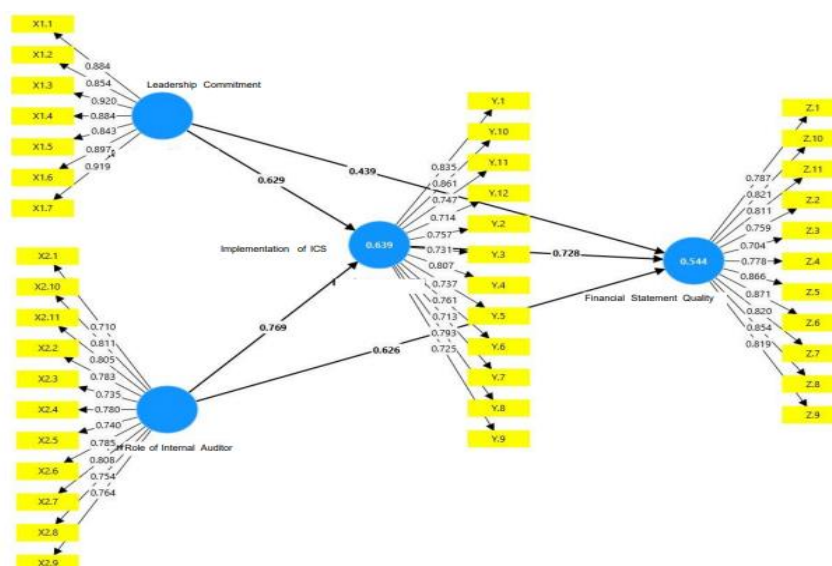 X1.1
X1.2
X1.3
X1.4
X1.5
X1.6
X1.7
0.884
0.854
0.920
0.884
0.843
0.897
0.919
Leadership Commitment
0.629
0.439
X2.1
X2.10
X2.11
X2.2
X2.3
X2.4
X2.5
X2.6
X2.7
X2.8
X2.9
0.710
0.811
0.805
0.783
0.735
0.780
0.740
0.785
0.808
0.754
0.764
Role of Internal Auditor
0.769
0.626
Implementation of ICS
0.639
0.835
0.861
0.747
0.714
0.757
0.731
0.807
0.737
0.761
0.713
0.793
0.725
Y.1
Y.10
Y.11
Y.12
Y.2
Y.3
Y.4
Y.5
Y.6
Y.7
Y.8
Y.9
0.728
0.544
Financial Statement Quality
0.787
0.821
0.811
0.759
0.704
0.778
0.866
0.871
0.820
0.854
0.819
Z.1
Z.10
Z.11
Z.2
Z.3
Z.4
Z.5
Z.6
Z.7
Z.8
Z.9